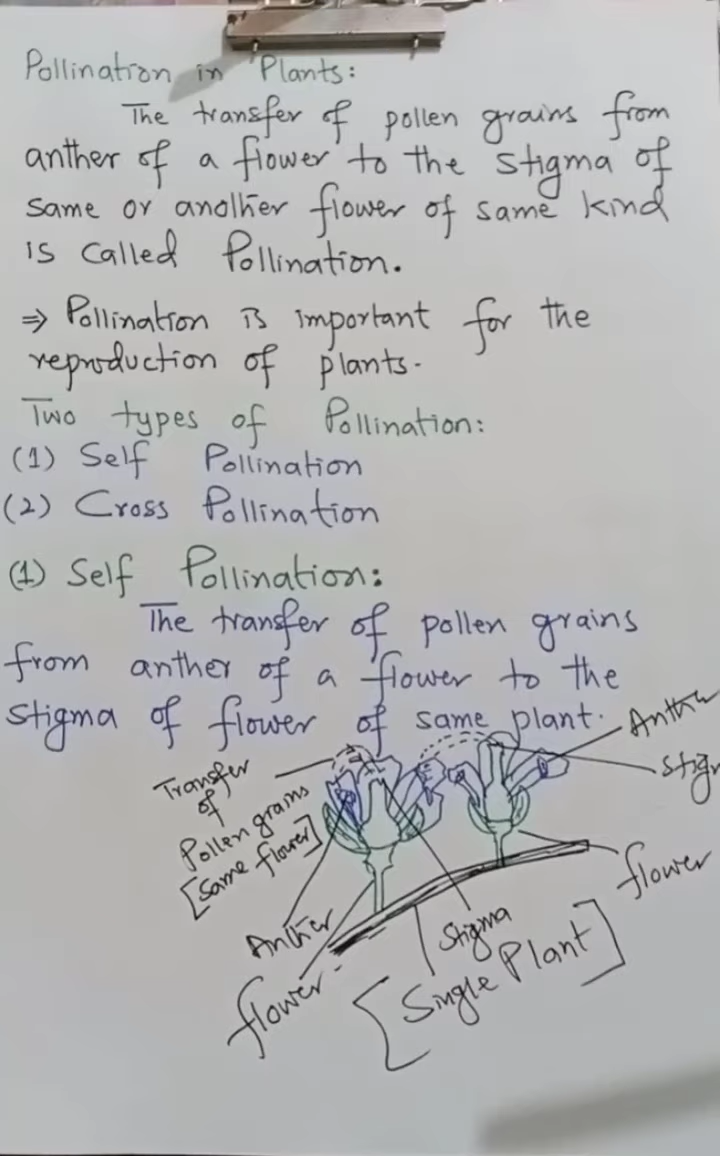 Pollination in Plants:
The transfer of pollen grains from
anther of a flower to the stigma of
same or another flower of same kind
is called Pollination.
⇒ Pollination is important for the
reproduction of plants.
Two types of Pollination:
(1) Self Pollination
(2) Cross Pollination
(1) Self Pollination:
The transfer of pollen grains
from anther of a flower to the
stigma of flower of same plant.
Transfer
of
Pollen grains
[Same flower]
Anther
flower
Stigma
[Single Plant]
flower
Anther
Stig